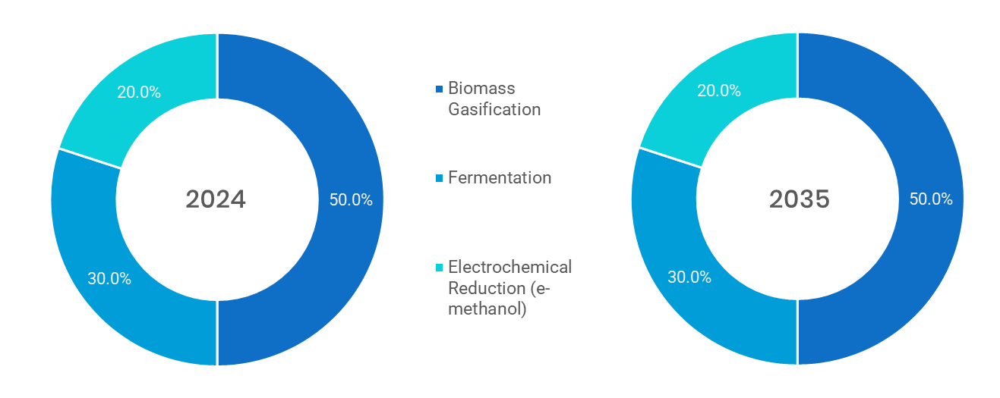 20.0%
50.0%
30.0%
2024
Biomass
Gasification
Fermentation
Electrochemical
Reduction (e-
methanol)
20.0%
50.0%
30.0%
2035